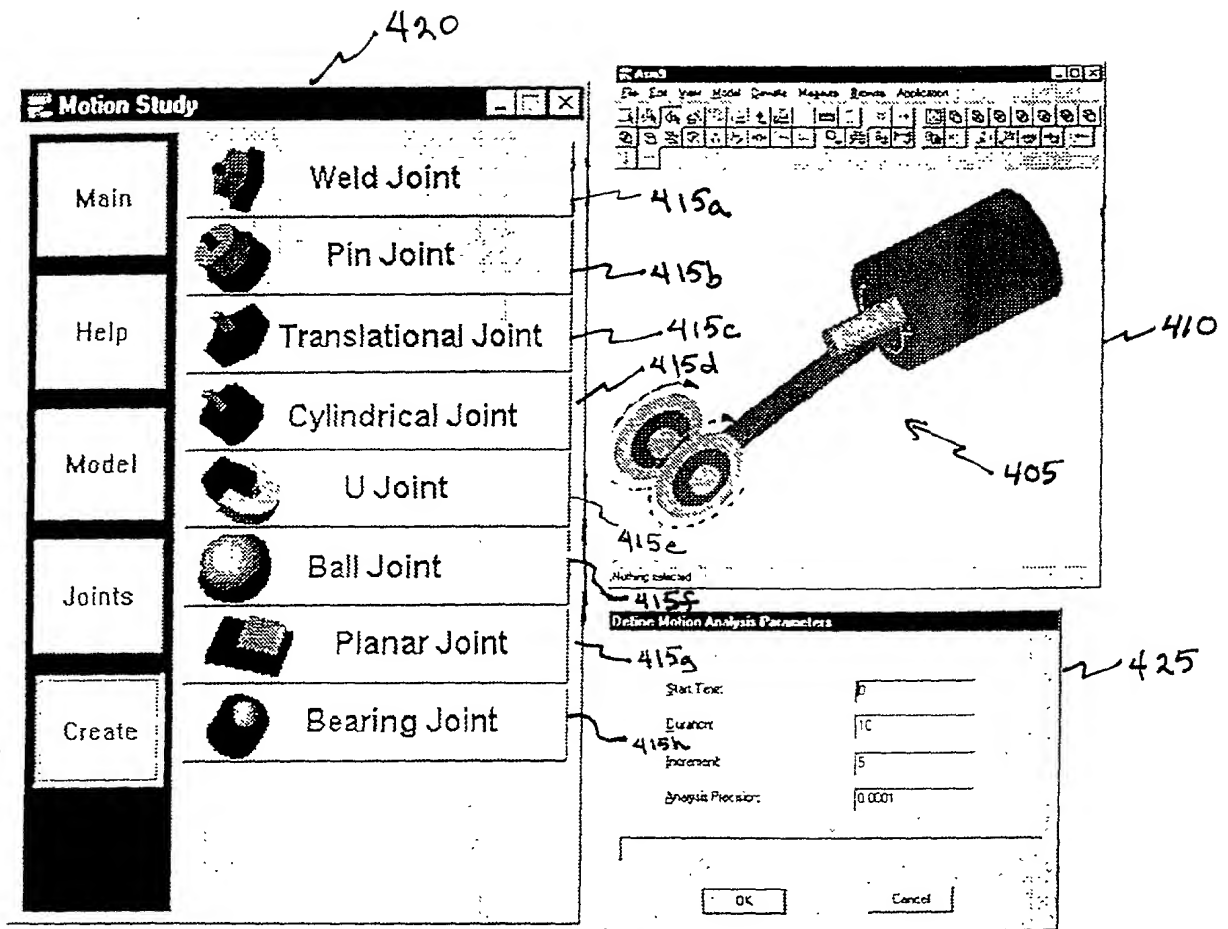 420
Motion Study
Main
Help
Model
Joints
Create
Weld Joint
Pin Joint
Translational Joint
Cylindrical Joint
U Joint
Ball Joint
Planar Joint
Bearing Joint
415a
415b
415c
415d
415e
415f
415g
415h
File Edit View Model Measure Application
Nothing selected
410
405
Define Motion Analysis Parameters
Start Time: 0
Duration: 10
Increment: 5
Analysis Precision: 0.0001
OK
Cancel
425